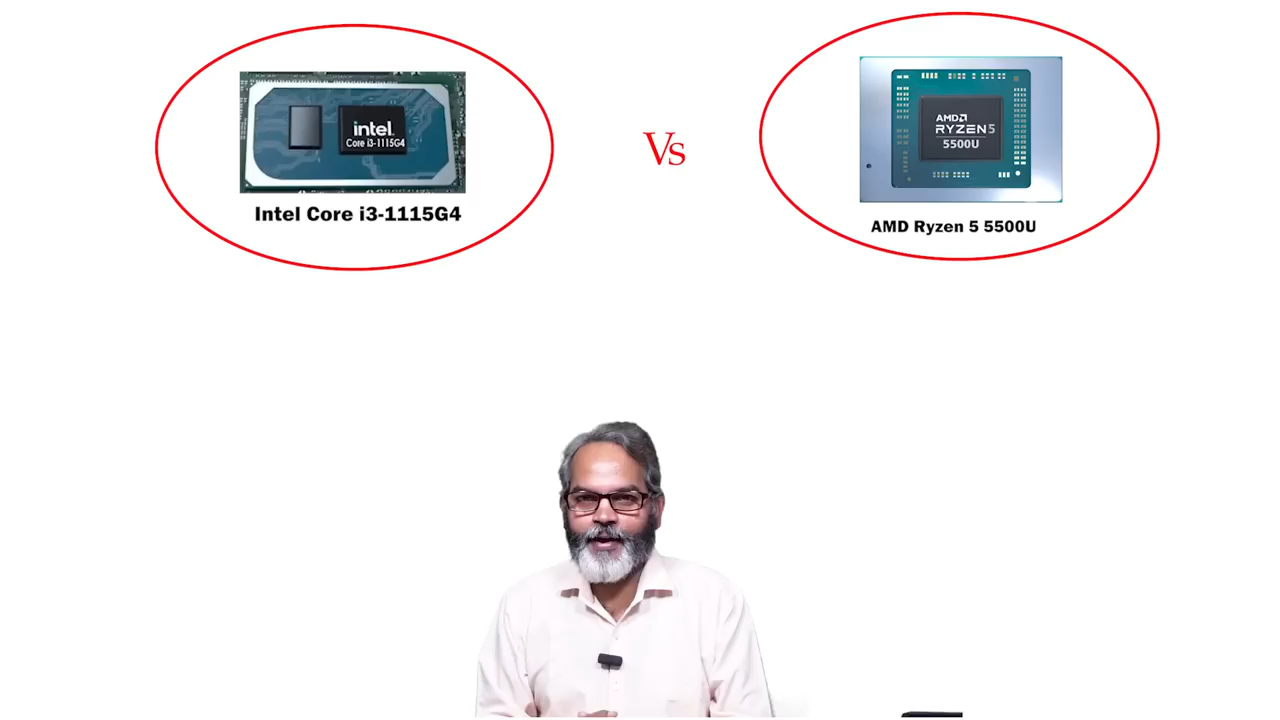 intel
Core i3-1115G4
Intel Core i3-1115G4
Vs
AMD
RYZEN 5
5500U
AMD Ryzen 5 5500U